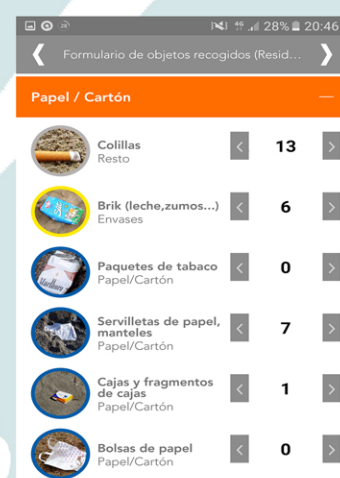 28% 20:46
Formulario de objetos recogidos (Resid...
Papel / Cartón
Colillas
Resto
13
Brik (leche,zumos...)
Envases
6
Paquetes de tabaco
Papel/Cartón
0
Servilletas de papel,
manteles
Papel/Cartón
7
Cajas y fragmentos
de cajas
Papel/Cartón
1
Bolsas de papel
Papel/Cartón
0